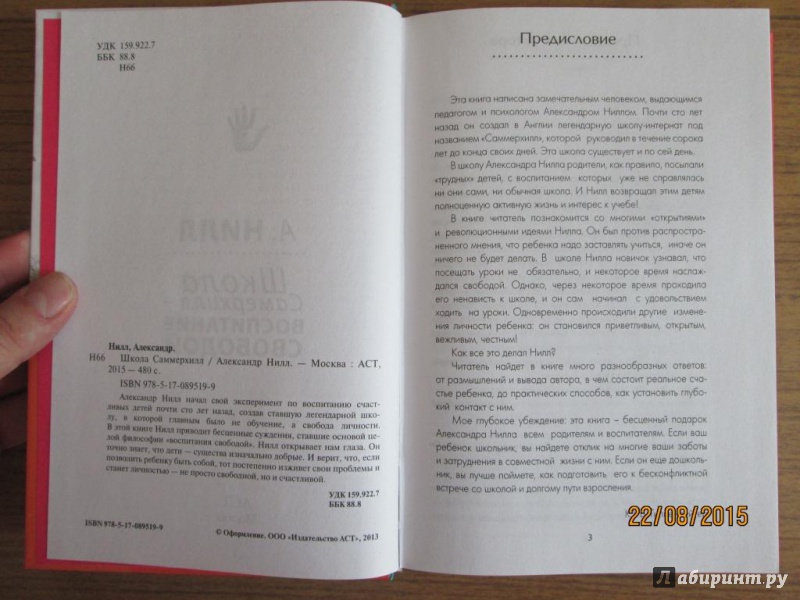 УДК 159.922.7
ББК 88.8
Н66
Нилл, Александр.
Н66 Школа Саммерхилл / Александр Нилл. — Москва : АСТ,
2015 — 480 с.
ISBN 978-5-17-089519-9
Александр Нилл начал свой эксперимент по воспитанию счаст-
ливых детей почти сто лет назад, создав ставшую легендарной шко-
лу, в которой главным было не обучение, а свобода личности.
В этой книге Нилл приводит бесценные суждения, ставшие основой це-
лой философии «воспитания свободой». Нилл открывает нам глаза. Он
точно знает, что дети — существа изначально добрые. И верит, что, если
позволить ребенку быть собой, тот постепенно изживет свои проблемы и
станет личностью — не просто свободной, но и счастливой.
УДК 159.922.7
ББК 88.8
ISBN 978-5-17-089519-9
© Оформление. ООО «Издательство АСТ», 2013
А. НИЛЛ
Школа
воспитание
Предисловие
Эта книга написана замечательным человеком, выдающимся
педагогом и психологом Александром Ниллом. Почти сто лет
назад он создал в Англии легендарную школу-интернат под
названием «Саммерхилл», которой руководил в течение сорока
лет до конца своих дней. Эта школа существует и по сей день.
В школу Александра Нилла родители, как правило, посылали
«трудных» детей, с воспитанием которых уже не справлялась
ни они сами, ни обычная школа. И Нилл возвращал этим детям
полноценную активную жизнь и интерес к учебе!
В книге читатель познакомится со многими «открытиями»
и революционными идеями Нилла. Он был против распростра-
ненного мнения, что ребенка надо заставлять учиться, иначе он
ничего не будет делать. В школе Нилла новичок узнавал, что
посещать уроки не обязательно, и некоторое время наслаж-
дался свободой. Однако, через некоторое время проходила
его ненависть к школе, и он сам начинал с удовольствием
ходить на уроки. Одновременно происходили другие изме-
нения личности ребенка: он становился приветливым, открытым,
вежливым, честным!
Как все это делал Нилл?
Читатель найдет в книге много разнообразных ответов:
от размышлений и вывода автора, в чем состоит реальное сча-
стье ребенка, до практических способов, как установить глубо-
кий контакт с ним.
Мое глубокое убеждение: эта книга – бесценный подарок
Александра Нилла всем родителям и воспитателям. Если ваш
ребенок школьник, вы найдете отклик на многие ваши заботы
и затруднения в совместной жизни с ним. Если он еще дошколь-
ник, вы лучше поймете, как подготовить его к бесконфликтной
встрече со школой и долгому пути взросления.
3
22/08/2015
Лабиринт.ру